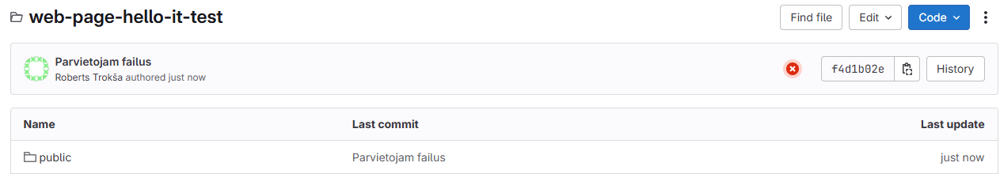 web-page-hello-it-test
Find file
Edit
Code
Parvietojam failus
Roberts Trokša authored just now
f4d1b02e
History
Name Last commit Last update
public Parvietojam failus just now